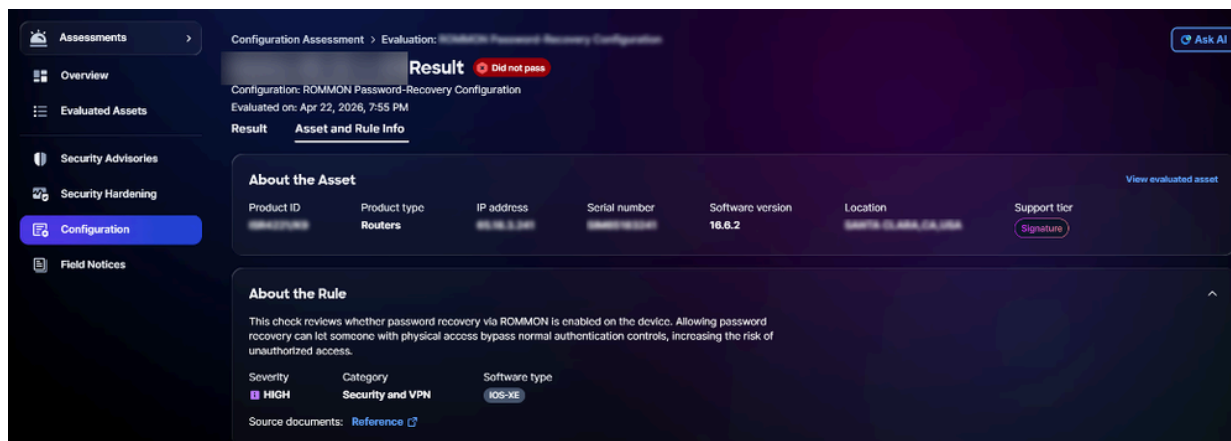 Assessments
Overview
Evaluated Assets
Security Advisories
Security Hardening
Configuration
Field Notices
Configuration Assessment > Evaluation:
Ask AI
Result Did not pass
Configuration: ROMMON Password-Recovery Configuration
Evaluated on: Apr 22, 2026, 7:55 PM
Result Asset and Rule Info
About the Asset
View evaluated asset
Product ID Product type IP address Serial number Software version Location Support tier
Routers 16.6.2 Signature
About the Rule
This check reviews whether password recovery via ROMMON is enabled on the device. Allowing password
recovery can let someone with physical access bypass normal authentication controls, increasing the risk of
unauthorized access.
Severity Category Software type
HIGH Security and VPN IOS-XE
Source documents: Reference